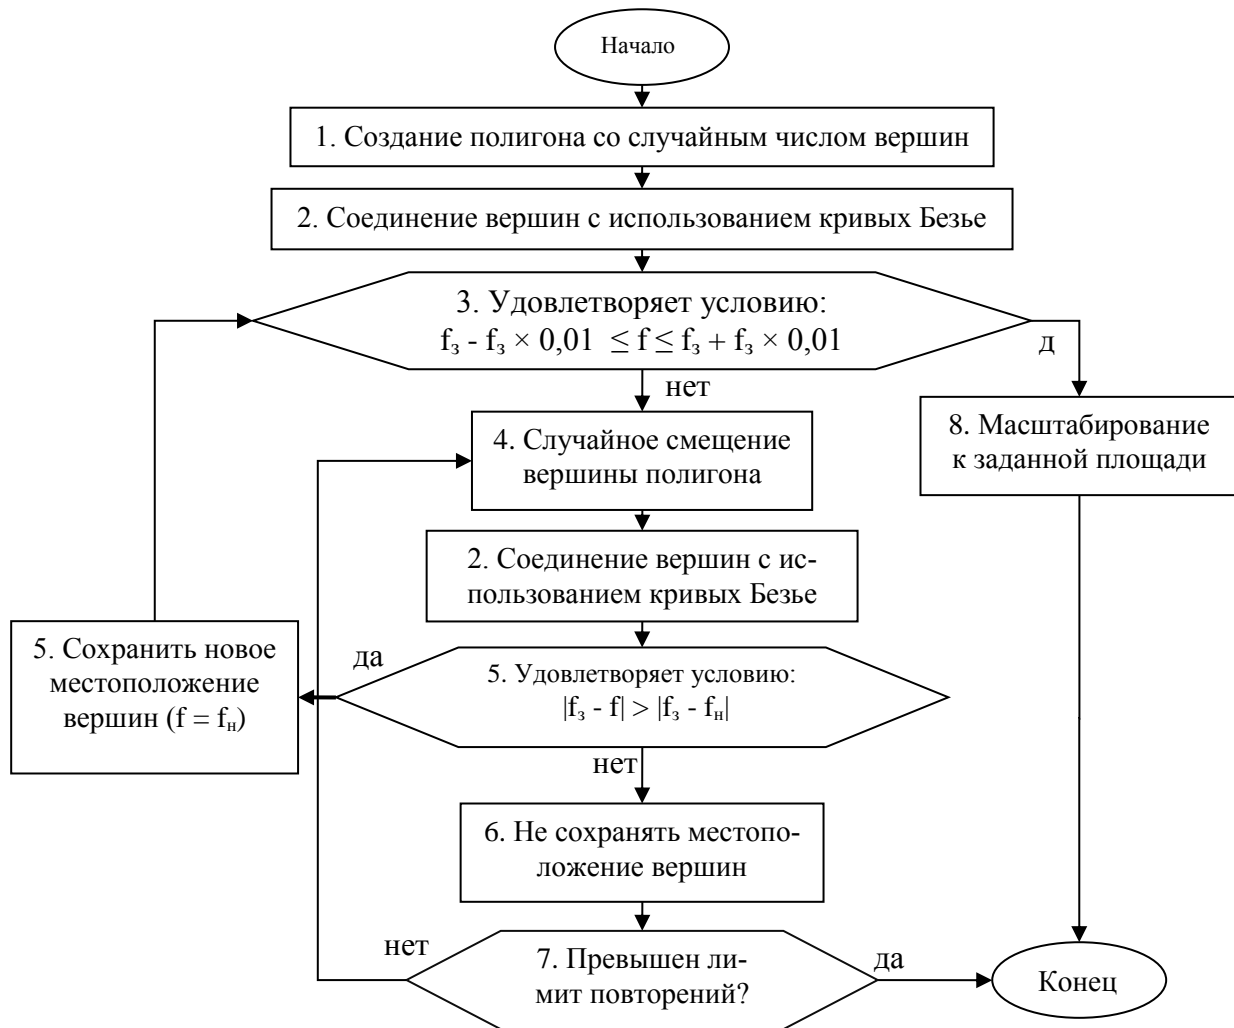 Начало
1. Создание полигона со случайным числом вершин
2. Соединение вершин с использованием кривых Безье
3. Удовлетворяет условию:
fз - fз × 0,01 ≤ f ≤ fз + fз × 0,01
д
нет
4. Случайное смещение
вершины полигона
8. Масштабирование
к заданной площади
2. Соединение вершин с ис-
пользованием кривых Безье
5. Сохранить новое
местоположение
вершин (f = fн)
да
5. Удовлетворяет условию:
|fз - f| > |fз - fн|
нет
6. Не сохранять местопо-
ложение вершин
нет
7. Превышен ли-
мит повторений?
да
Конец